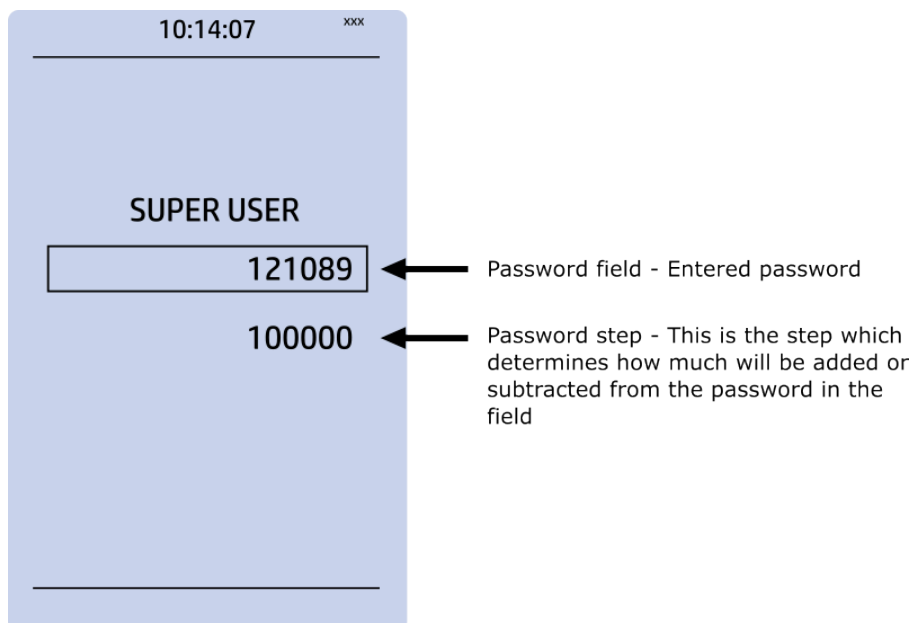 10:14:07 xxx
SUPER USER
121089
Password field - Entered password
100000
Password step - This is the step which
determines how much will be added or
subtracted from the password in the
field